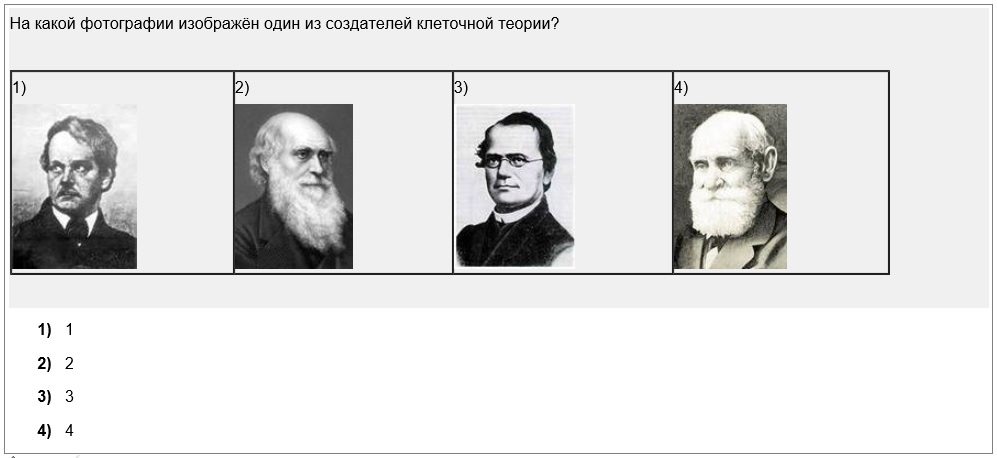 На какой фотографии изображён один из создателей клеточной теории?
1) 2) 3) 4)
1) 1
2) 2
3) 3
4) 4